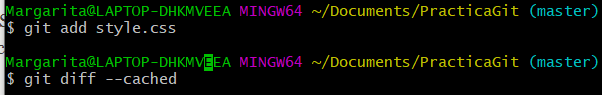 Margarita@LAPTOP-DHKMVEEA MINGW64 ~/Documents/PracticaGit (master)
$ git add style.css
Margarita@LAPTOP-DHKMVEEA MINGW64 ~/Documents/PracticaGit (master)
$ git diff --cached